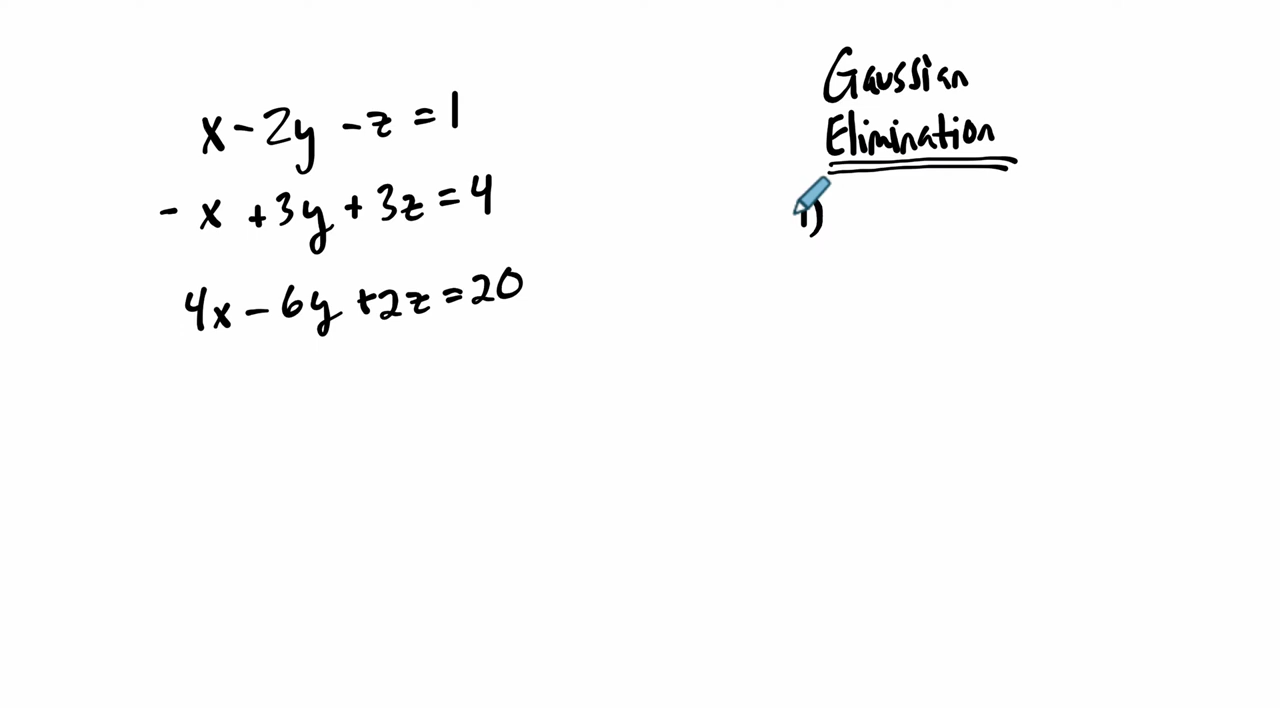 x - 2y - z = 1
- x + 3y + 3z = 4
4x - 6y + 2z = 20
Gaussian
Elimination
1)